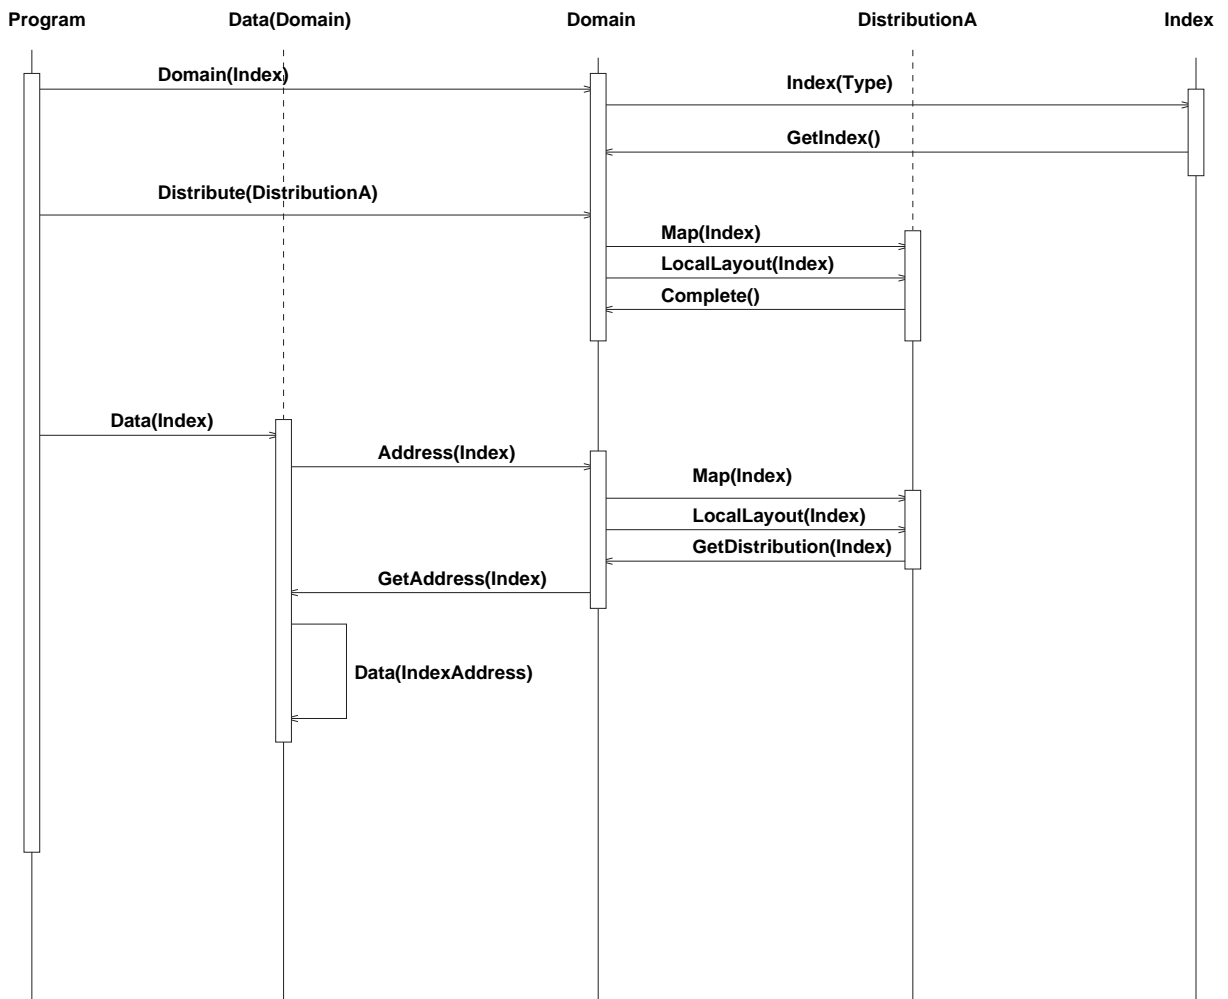 Program Data(Domain) Domain DistributionA Index
Domain(Index)
Index(Type)
GetIndex()
Distribute(DistributionA)
Map(Index)
LocalLayout(Index)
Complete()
Data(Index)
Address(Index)
Map(Index)
LocalLayout(Index)
GetDistribution(Index)
GetAddress(Index)
Data(IndexAddress)